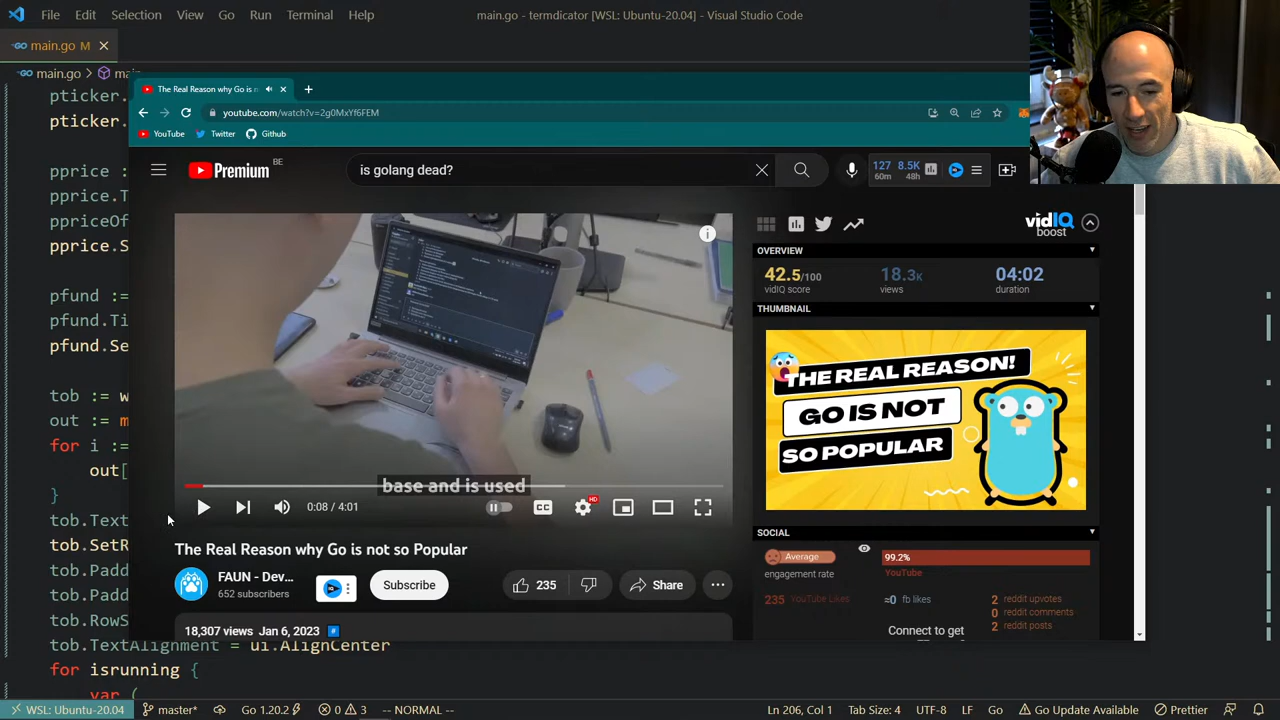 File Edit Selection View Go Run Terminal Help
main.go - termdicator [WSL: Ubuntu-20.04] - Visual Studio Code
main.go M
main.go
pticker.
pticker.
pprice :
pprice.T
ppriceOf
pprice.S
pfund :=
pfund.Ti
pfund.Se
tob := w
out := m
for i :=
out[
}
tob.Text
tob.SetR
tob.Padd
tob.Padd
tob.RowS
tob.TextAlignment = ui.AlignCenter
for isrunning {
var (
The Real Reason why Go is n
youtube.com/watch?v=2g0MxYf6FEM
YouTube Twitter Github
Premium BE
is golang dead?
127 8.5K
60m 48h
base and is used
0:08 / 4:01
CC
HD
The Real Reason why Go is not so Popular
FAUN - Dev...
652 subscribers
Subscribe
235
Share
18,307 views Jan 6, 2023 #
vidIQ
boost
OVERVIEW
42.5/100 18.3K 04:02
vidIQ score views duration
THUMBNAIL
THE REAL REASON!
GO IS NOT
SO POPULAR
SOCIAL
Average
engagement rate
99.2%
YouTube
235 YouTube Likes
≈0 fb likes
2 reddit upvotes
0 reddit comments
2 reddit posts
Connect to get
WSL: Ubuntu-20.04 master* Go 1.20.2 0 3 -- NORMAL --
Ln 206, Col 1 Tab Size: 4 UTF-8 LF Go Go Update Available Prettier